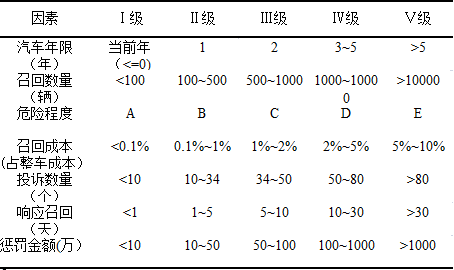 因素 Ⅰ级 Ⅱ级 Ⅲ级 Ⅳ级 Ⅴ级
汽车年限 当前年 1 2 3~5 >5
（年） （<=0）
召回数量 <100 100~500 500~1000 1000~1000 >10000
（辆） 0
危险程度 A B C D E
召回成本 <0.1% 0.1%~1% 1%~2% 2%~5% 5%~10%
(占整车成本)
投诉数量 <10 10~34 34~50 50~80 >80
（个）
响应召回 <1 1~5 5~10 10~30 >30
（天）
惩罚金额(万) <10 10~50 50~100 100~1000 >1000